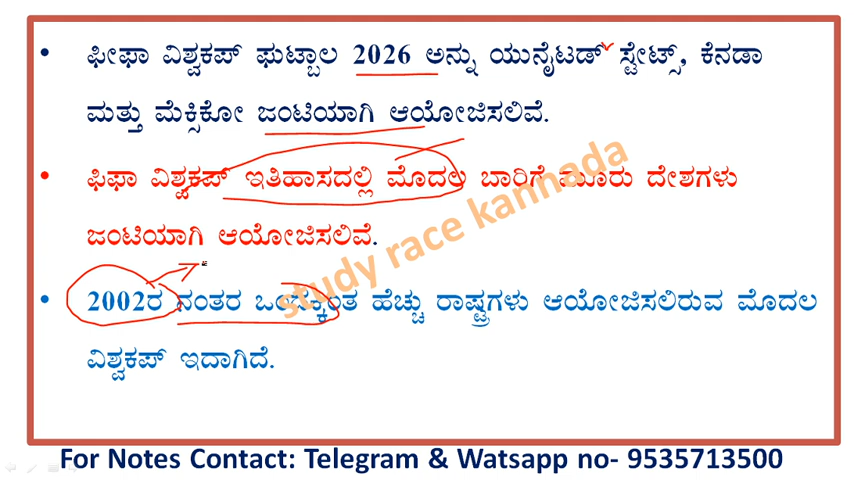 • ಫೀಫಾ ವಿಶ್ವಕಪ್ ಫುಟ್ಬಾಲ 2026 ಅನ್ನು ಯುನೈಟಡ್ ಸ್ಟೇಟ್ಸ್, ಕೆನಡಾ
ಮತ್ತು ಮೆಕ್ಸಿಕೋ ಜಂಟಿಯಾಗಿ ಆಯೋಜಿಸಲಿವೆ.
• ಫಿಫಾ ವಿಶ್ವಕಪ್ ಇತಿಹಾಸದಲ್ಲಿ ಮೊದಲ ಬಾರಿಗೆ ಮೂರು ದೇಶಗಳು
ಜಂಟಿಯಾಗಿ ಆಯೋಜಿಸಲಿವೆ.
• 2002ರ ನಂತರ ಒಂದಕ್ಕಿಂತ ಹೆಚ್ಚು ರಾಷ್ಟ್ರಗಳು ಆಯೋಜಿಸಲಿರುವ ಮೊದಲ
ವಿಶ್ವಕಪ್ ಇದಾಗಿದೆ.
study race kannada
For Notes Contact: Telegram & Watsapp no- 9535713500